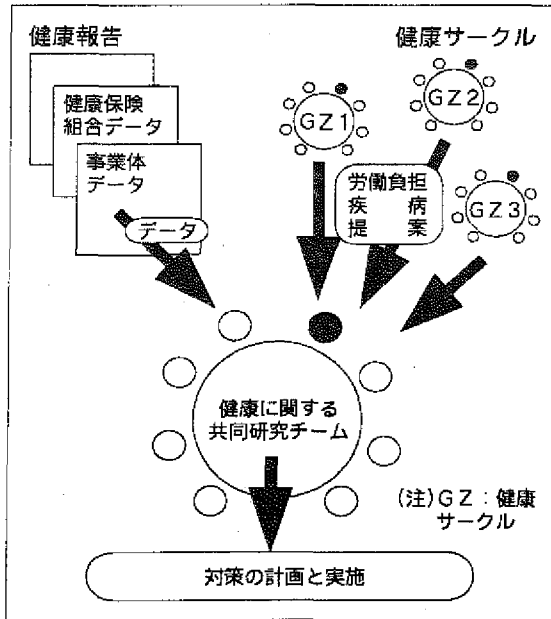 健康報告
健康サークル
健康保険
組合データ
事業体
データ
データ
GZ1
GZ2
GZ3
労働負担
疾病
提案
健康に関する
共同研究チーム
(注)GZ:健康
サークル
対策の計画と実施